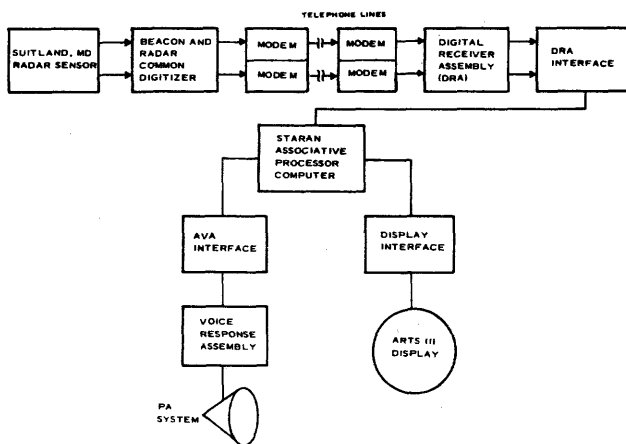 TELEPHONE LINES
SUITLAND, MD
RADAR SENSOR
BEACON AND
RADAR
COMMON
DIGITIZER
MODEM
MODEM
MODEM
MODEM
DIGITAL
RECEIVER
ASSEMBLY
(DRA)
DRA
INTERFACE
STARAN
ASSOCIATIVE
PROCESSOR
COMPUTER
AVA
INTERFACE
DISPLAY
INTERFACE
VOICE
RESPONSE
ASSEMBLY
ARTS III
DISPLAY
PA
SYSTEM